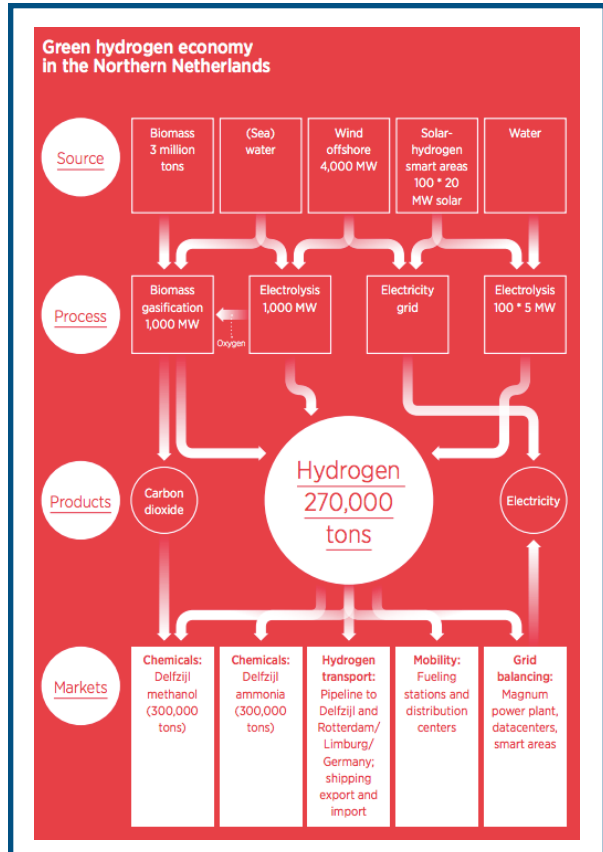 Green hydrogen economy
in the Northern Netherlands
Source
Biomass
3 million
tons
(Sea)
water
Wind
offshore
4,000 MW
Solar-
hydrogen
smart areas
100 * 20
MW solar
Water
Process
Biomass
gasification
1,000 MW
Oxygen
Electrolysis
1,000 MW
Electricity
grid
Electrolysis
100 * 5 MW
Products
Carbon
dioxide
Hydrogen
270,000
tons
Electricity
Markets
Chemicals:
Delfzijl
methanol
(300,000
tons)
Chemicals:
Delfzijl
ammonia
(300,000
tons)
Hydrogen
transport:
Pipeline to
Delfzijl and
Rotterdam/
Limburg/
Germany;
shipping
export and
import
Mobility:
Fueling
stations and
distribution
centers
Grid
balancing:
Magnum
power plant,
datacenters,
smart areas